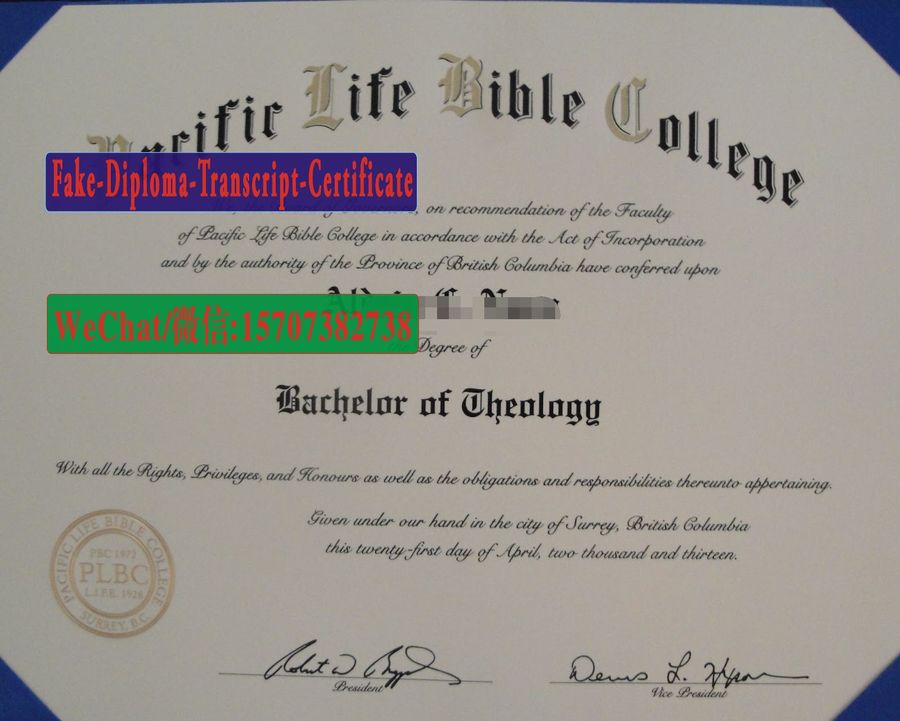 Pacific Life Bible College
Fake-Diploma-Transcript-Certificate
on recommendation of the Faculty
of Pacific Life Bible College in accordance with the Act of Incorporation
and by the authority of the Province of British Columbia have conferred upon
WeChat/微信:15707382738
the Degree of
Bachelor of Theology
With all the Rights, Privileges, and Honours as well as the obligations and responsibilities thereunto appertaining.
Given under our hand in the city of Surrey, British Columbia
this twenty-first day of April, two thousand and thirteen.
PACIFIC LIFE BIBLE COLLEGE
PBC 1972
PLBC
L.I.F.E. 1928
SURREY, B.C.
President
Vice President